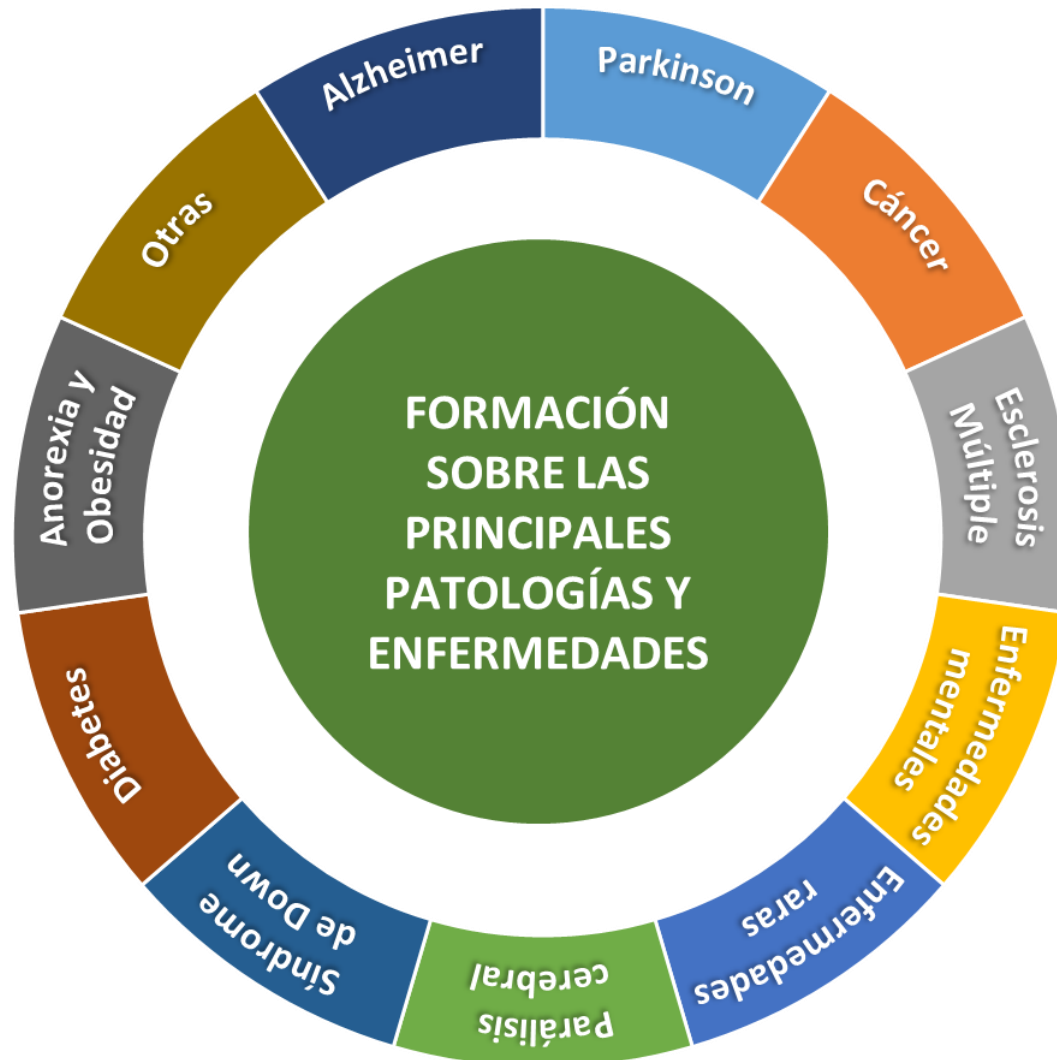 Alzheimer
Parkinson
Cáncer
Esclerosis
Múltiple
Enfermedades
mentales
Enfermedades
raras
Parálisis
cerebral
Síndrome
de Down
Diabetes
Anorexia y
Obesidad
Otras
FORMACIÓN
SOBRE LAS
PRINCIPALES
PATOLOGÍAS Y
ENFERMEDADES